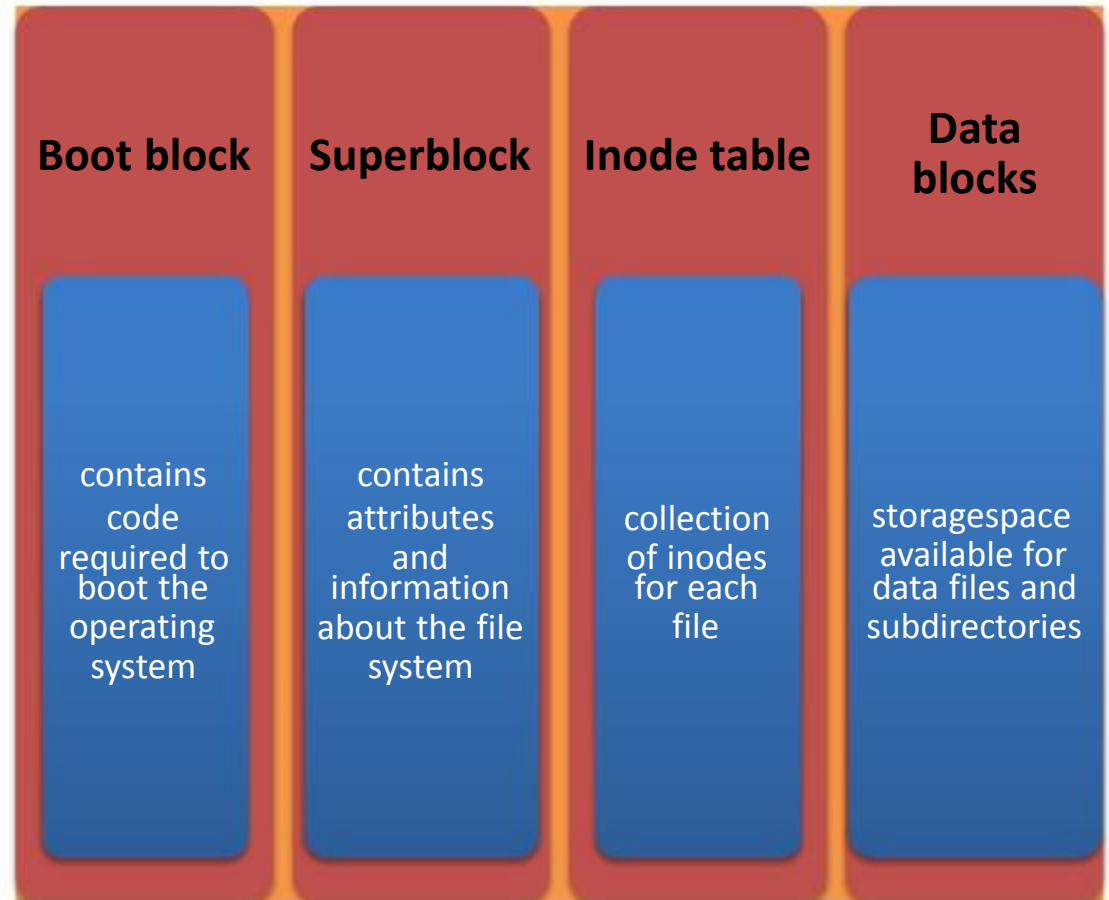 Boot block
contains
code
required to
boot the
operating
system
Superblock
contains
attributes
and
information
about the file
system
Inode table
collection
of inodes
for each
file
Data
blocks
storagespace
available for
data files and
subdirectories